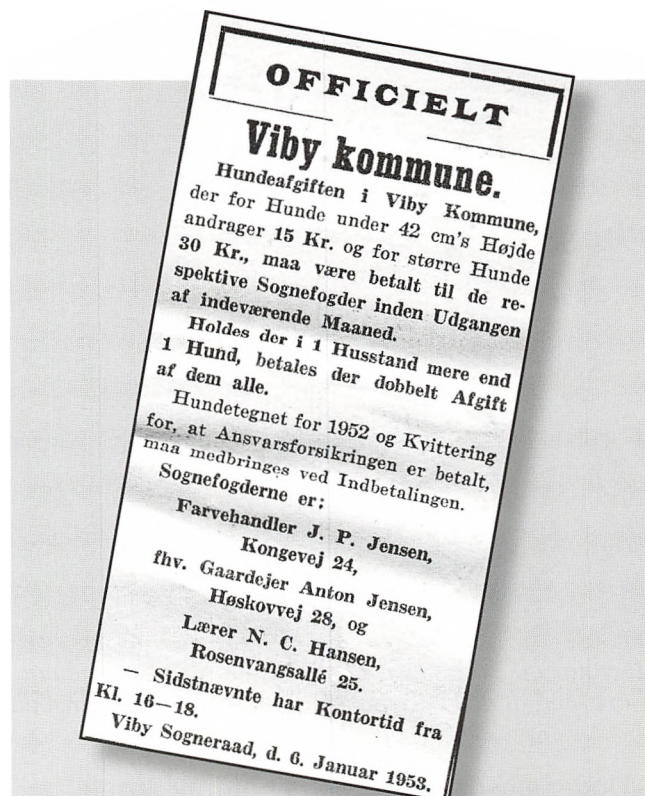 OFFICIELT
Viby kommune.
Hundeafgiften i Viby Kommune,
der for Hunde under 42 cm's Højde
andrager 15 Kr. og for større Hunde
30 Kr., maa være betalt til de re-
spektive Sognefogder inden Udgangen
af indeværende Maaned.
Holdes der i 1 Husstand mere end
1 Hund, betales der dobbelt Afgift
af dem alle.
Hundetegnet for 1952 og Kvittering
for, at Ansvarsforsikringen er betalt,
maa medbringes ved Indbetalingen.
Sognefogderne er:
Farvehandler J. P. Jensen,
Kongevej 24,
fhv. Gaardejer Anton Jensen,
Høskovvej 28, og
Lærer N. C. Hansen,
Rosenvangsallé 25.
— Sidstnævnte har Kontortid fra
Kl. 16—18.
Viby Sogneraad, d. 6. Januar 1953.